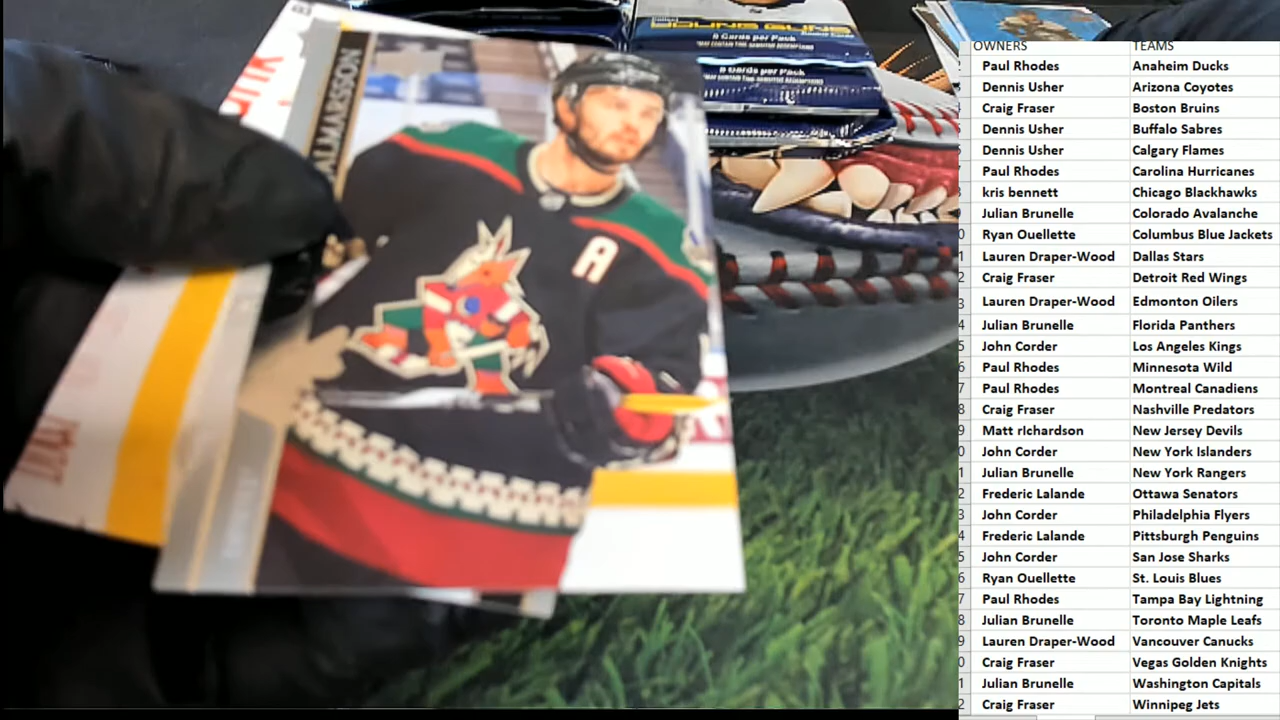 ALMARSSON
A
YOUNG GUNS
8 Cards per Pack
8 Cards per Pack
OWNERS TEAMS
Paul Rhodes Anaheim Ducks
Dennis Usher Arizona Coyotes
Craig Fraser Boston Bruins
Dennis Usher Buffalo Sabres
Dennis Usher Calgary Flames
Paul Rhodes Carolina Hurricanes
kris bennett Chicago Blackhawks
Julian Brunelle Colorado Avalanche
Ryan Ouellette Columbus Blue Jackets
Lauren Draper-Wood Dallas Stars
Craig Fraser Detroit Red Wings
Lauren Draper-Wood Edmonton Oilers
Julian Brunelle Florida Panthers
John Corder Los Angeles Kings
Paul Rhodes Minnesota Wild
Paul Rhodes Montreal Canadiens
Craig Fraser Nashville Predators
Matt rIchardson New Jersey Devils
John Corder New York Islanders
Julian Brunelle New York Rangers
Frederic Lalande Ottawa Senators
John Corder Philadelphia Flyers
Frederic Lalande Pittsburgh Penguins
John Corder San Jose Sharks
Ryan Ouellette St. Louis Blues
Paul Rhodes Tampa Bay Lightning
Julian Brunelle Toronto Maple Leafs
Lauren Draper-Wood Vancouver Canucks
Craig Fraser Vegas Golden Knights
Julian Brunelle Washington Capitals
Craig Fraser Winnipeg Jets